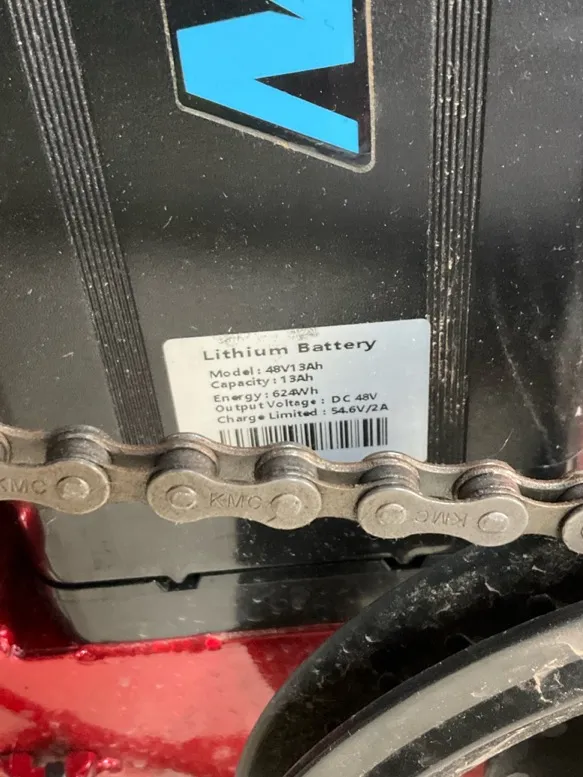 Lithium Battery
Model : 48V13Ah
Capacity : 13Ah
Energy : 624Wh
Output Voltage : DC 48V
Charge Limited : 54.6V/2A
KMC KMC KMC KMC